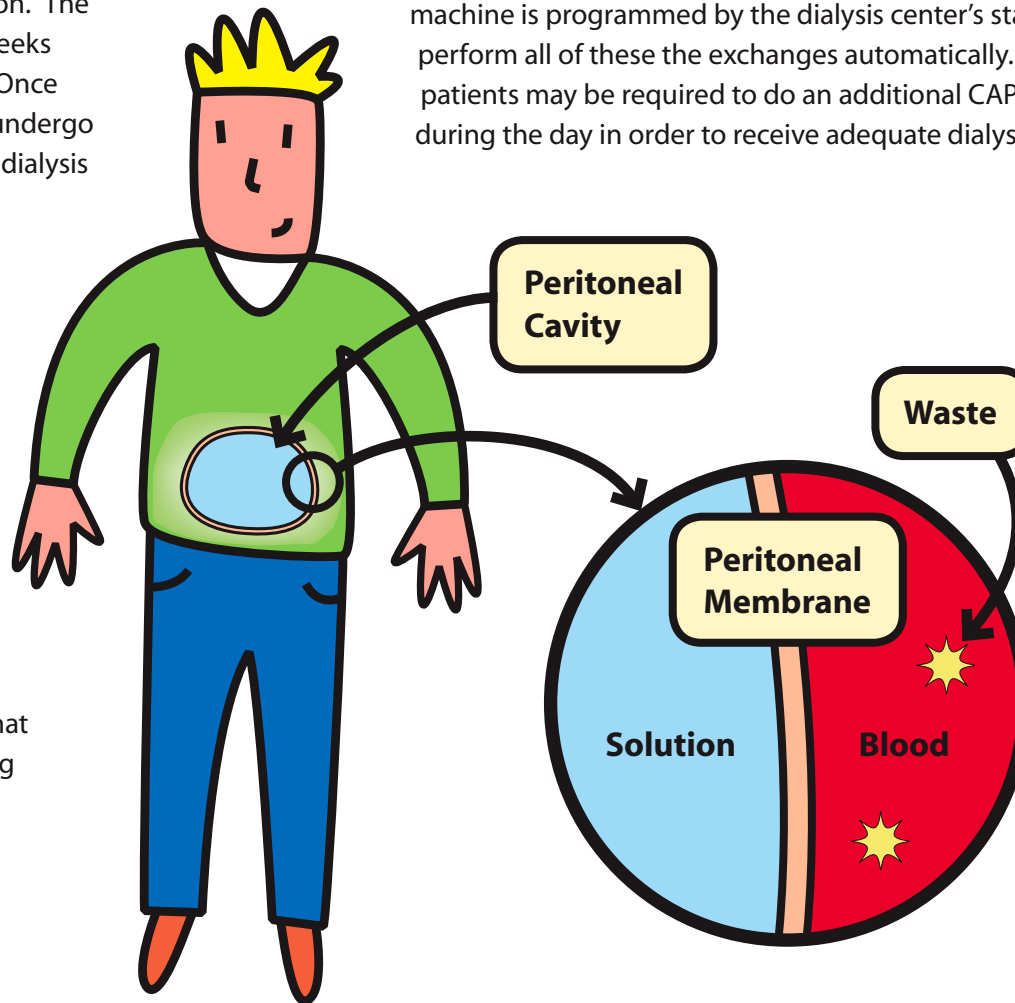 on. The
eeks
Once
undergo
dialysis
machine is programmed by the dialysis center's sta
perform all of these the exchanges automatically.
patients may be required to do an additional CAP
during the day in order to receive adequate dialys
Peritoneal
Cavity
Waste
Peritoneal
Membrane
Solution
Blood
hat
g